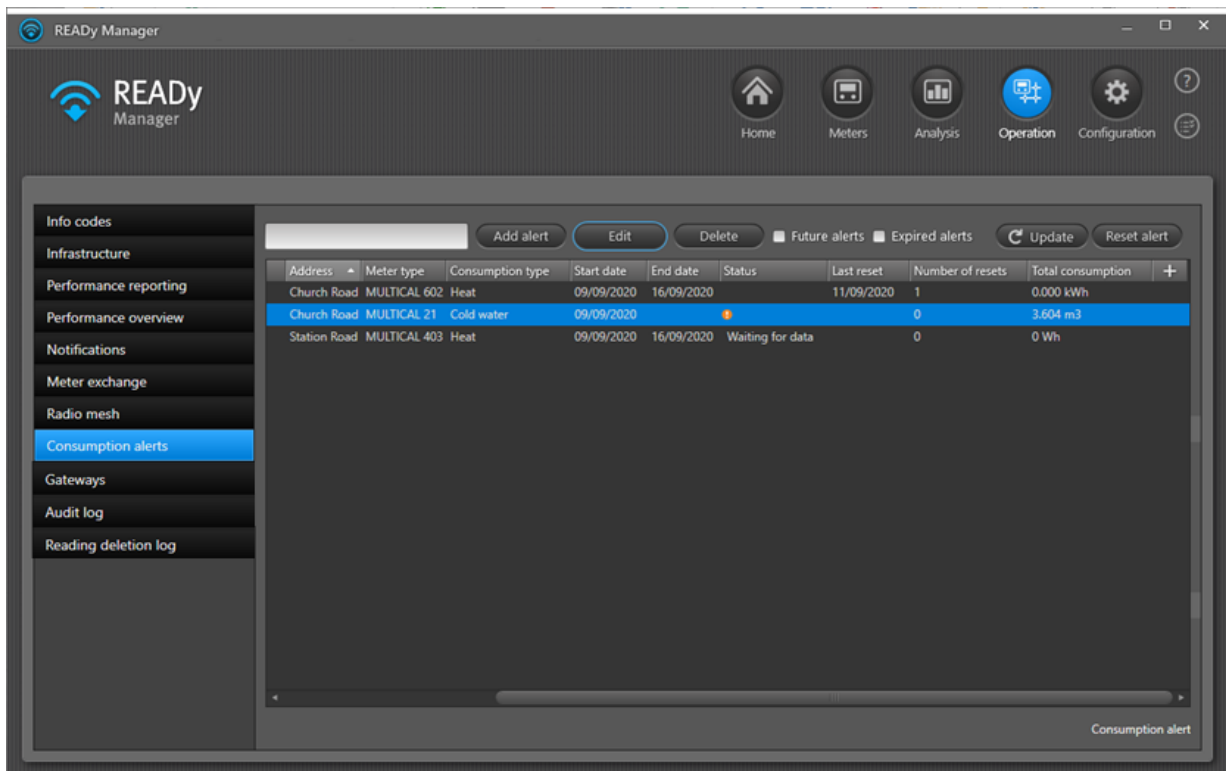 READy Manager
READy
Manager
Home Meters Analysis Operation Configuration
?
Info codes
Infrastructure
Performance reporting
Performance overview
Notifications
Meter exchange
Radio mesh
Consumption alerts
Gateways
Audit log
Reading deletion log
Add alert Edit Delete Future alerts Expired alerts Update Reset alert
Address Meter type Consumption type Start date End date Status Last reset Number of resets Total consumption +
Church Road MULTICAL 602 Heat 09/09/2020 16/09/2020 11/09/2020 1 0.000 kWh
Church Road MULTICAL 21 Cold water 09/09/2020 0 3.604 m3
Station Road MULTICAL 403 Heat 09/09/2020 16/09/2020 Waiting for data 0 0 Wh
Consumption alert